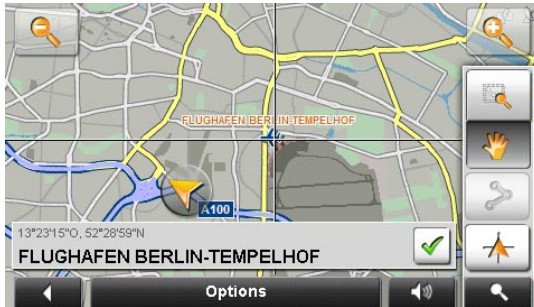 FLUGHAFEN BERLIN-TEMPELHOF
A100
13°23'15"O, 52°28'59"N
FLUGHAFEN BERLIN-TEMPELHOF
Options